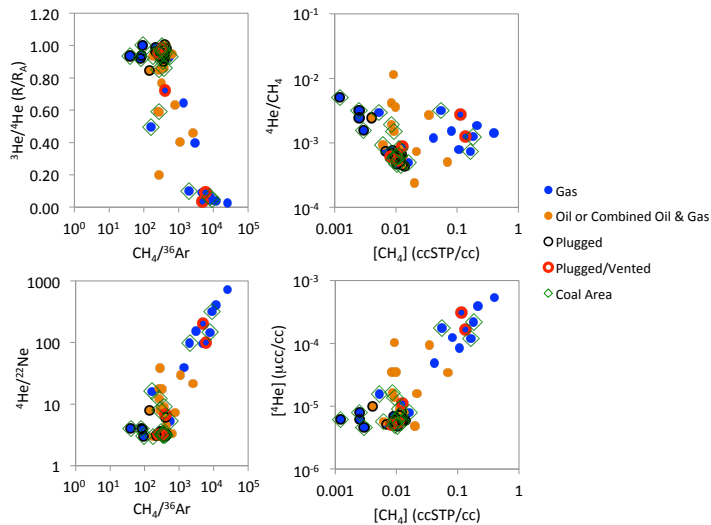 ³He/⁴He (R/R_A)
1.20
1.00
0.80
0.60
0.40
0.20
0.00
10⁰ 10¹ 10² 10³ 10⁴ 10⁵
CH₄/³⁶Ar
⁴He/CH₄
10⁻¹
10⁻²
10⁻³
10⁻⁴
0.001 0.01 0.1 1
[CH₄] (ccSTP/cc)
Gas
Oil or Combined Oil & Gas
Plugged
Plugged/Vented
Coal Area
⁴He/²²Ne
1000
100
10
1
10⁰ 10¹ 10² 10³ 10⁴ 10⁵
CH₄/³⁶Ar
[⁴He] (μcc/cc)
10⁻³
10⁻⁴
10⁻⁵
10⁻⁶
0.001 0.01 0.1 1
[CH₄] (ccSTP/cc)